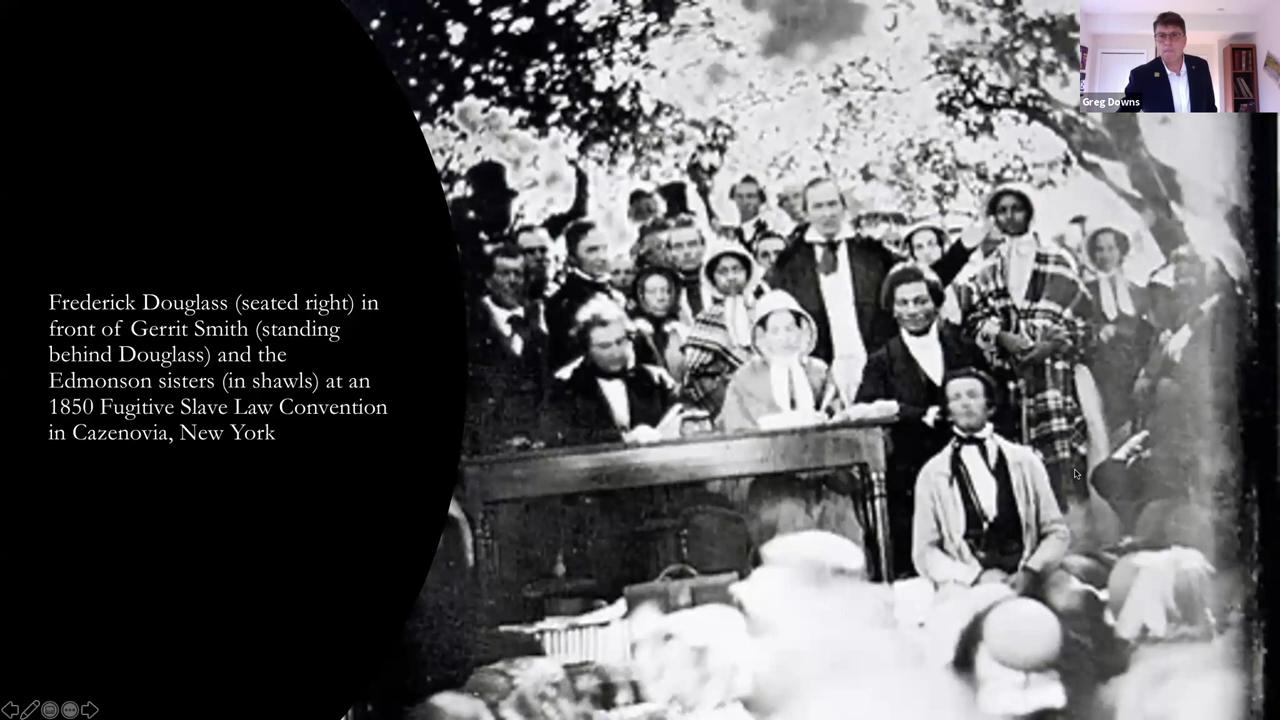 Greg Downs
Frederick Douglass (seated right) in
front of Gerrit Smith (standing
behind Douglass) and the
Edmonson sisters (in shawls) at an
1850 Fugitive Slave Law Convention
in Cazenovia, New York